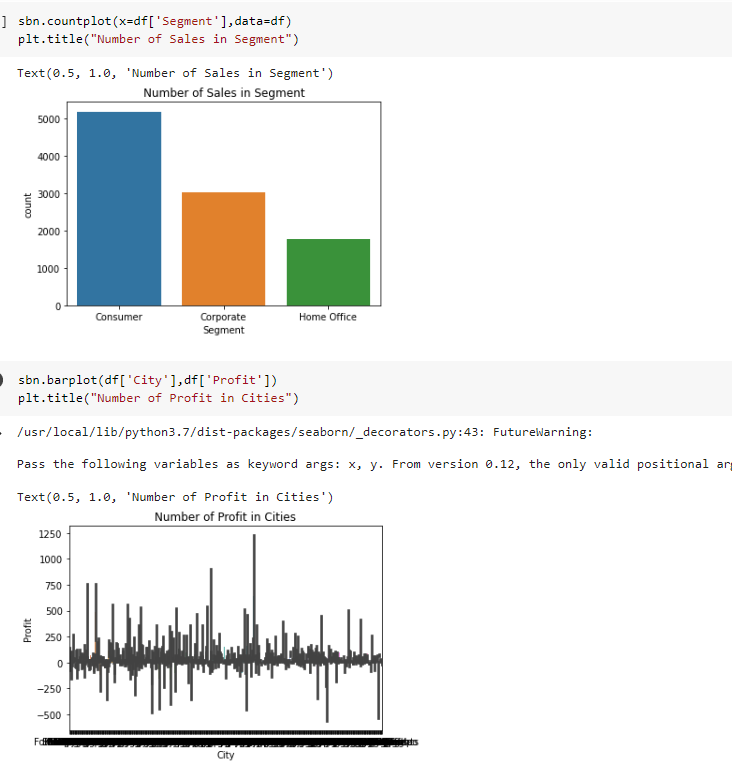 ] sbn.countplot(x=df['Segment'],data=df)
plt.title("Number of Sales in Segment")
Text(0.5, 1.0, 'Number of Sales in Segment')
Number of Sales in Segment
5000
4000
3000
2000
1000
0
count
Consumer Corporate Home Office
Segment
sbn.barplot(df['City'],df['Profit'])
plt.title("Number of Profit in Cities")
/usr/local/lib/python3.7/dist-packages/seaborn/_decorators.py:43: FutureWarning:
Pass the following variables as keyword args: x, y. From version 0.12, the only valid positional
Text(0.5, 1.0, 'Number of Profit in Cities')
Number of Profit in Cities
1250
1000
750
500
250
0
−250
−500
Profit
City